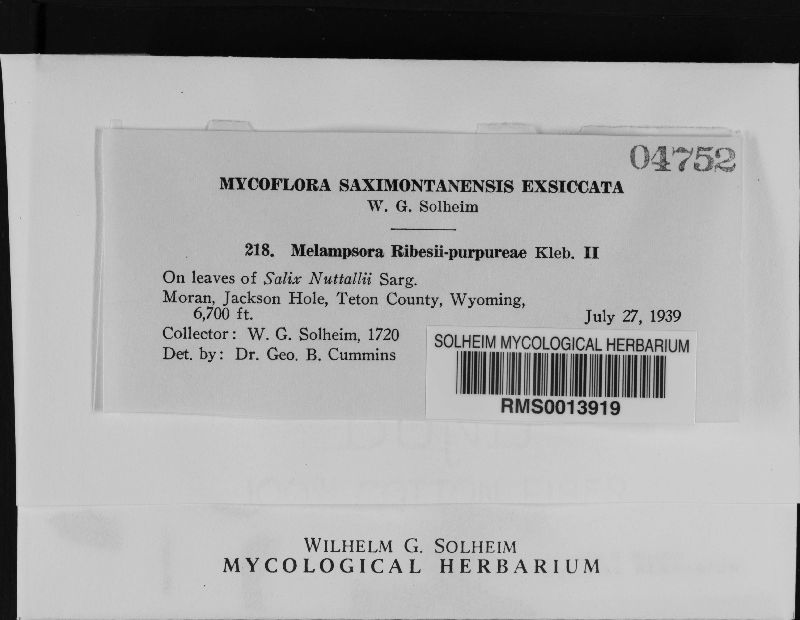 04752
MYCOFLORA SAXIMONTANENSIS EXSICCATA
W. G. Solheim
218. Melampsora Ribesii-purpureae Kleb. II
On leaves of Salix Nuttallii Sarg.
Moran, Jackson Hole, Teton County, Wyoming,
6,700 ft. July 27, 1939
Collector: W. G. Solheim, 1720
Det. by: Dr. Geo. B. Cummins
SOLHEIM MYCOLOGICAL HERBARIUM
RMS0013919
WILHELM G. SOLHEIM
MYCOLOGICAL HERBARIUM